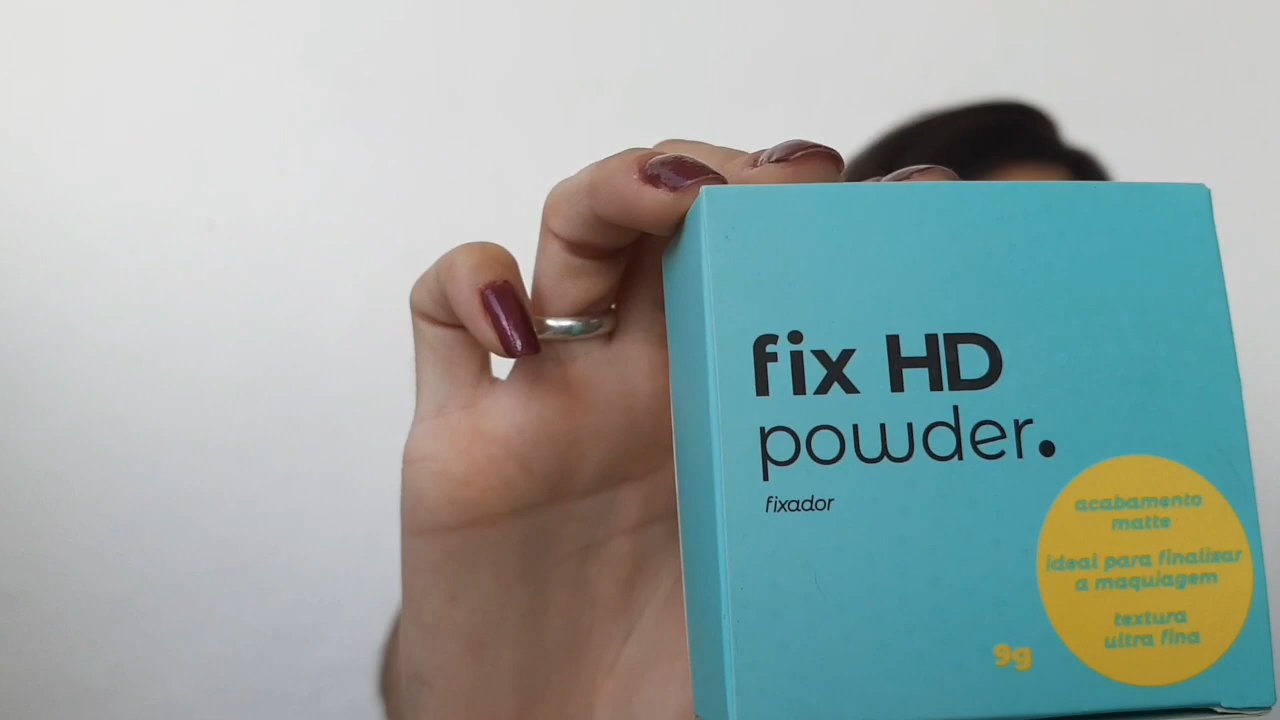 fix HD
powder.
fixador
acabamento
matte
ideal para finalizar
a maquiagem
textura
ultra fina
9g